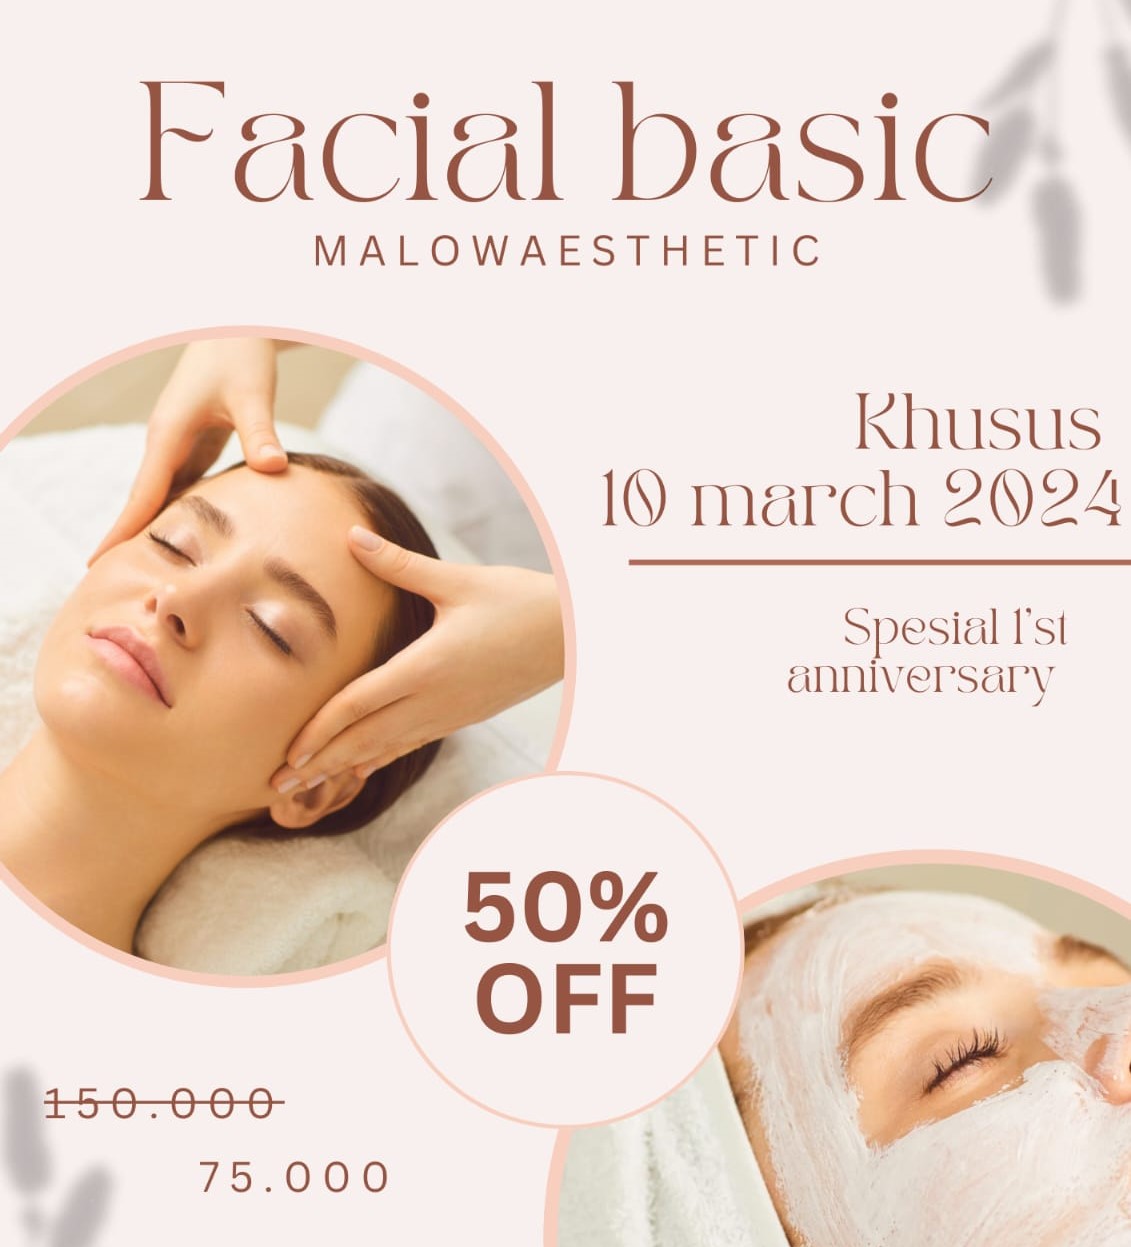 Facial basic
MALOWAESTHETIC
Khusus
10 march 2024
Spesial 1'st
anniversary
50%
OFF
150.000
75.000